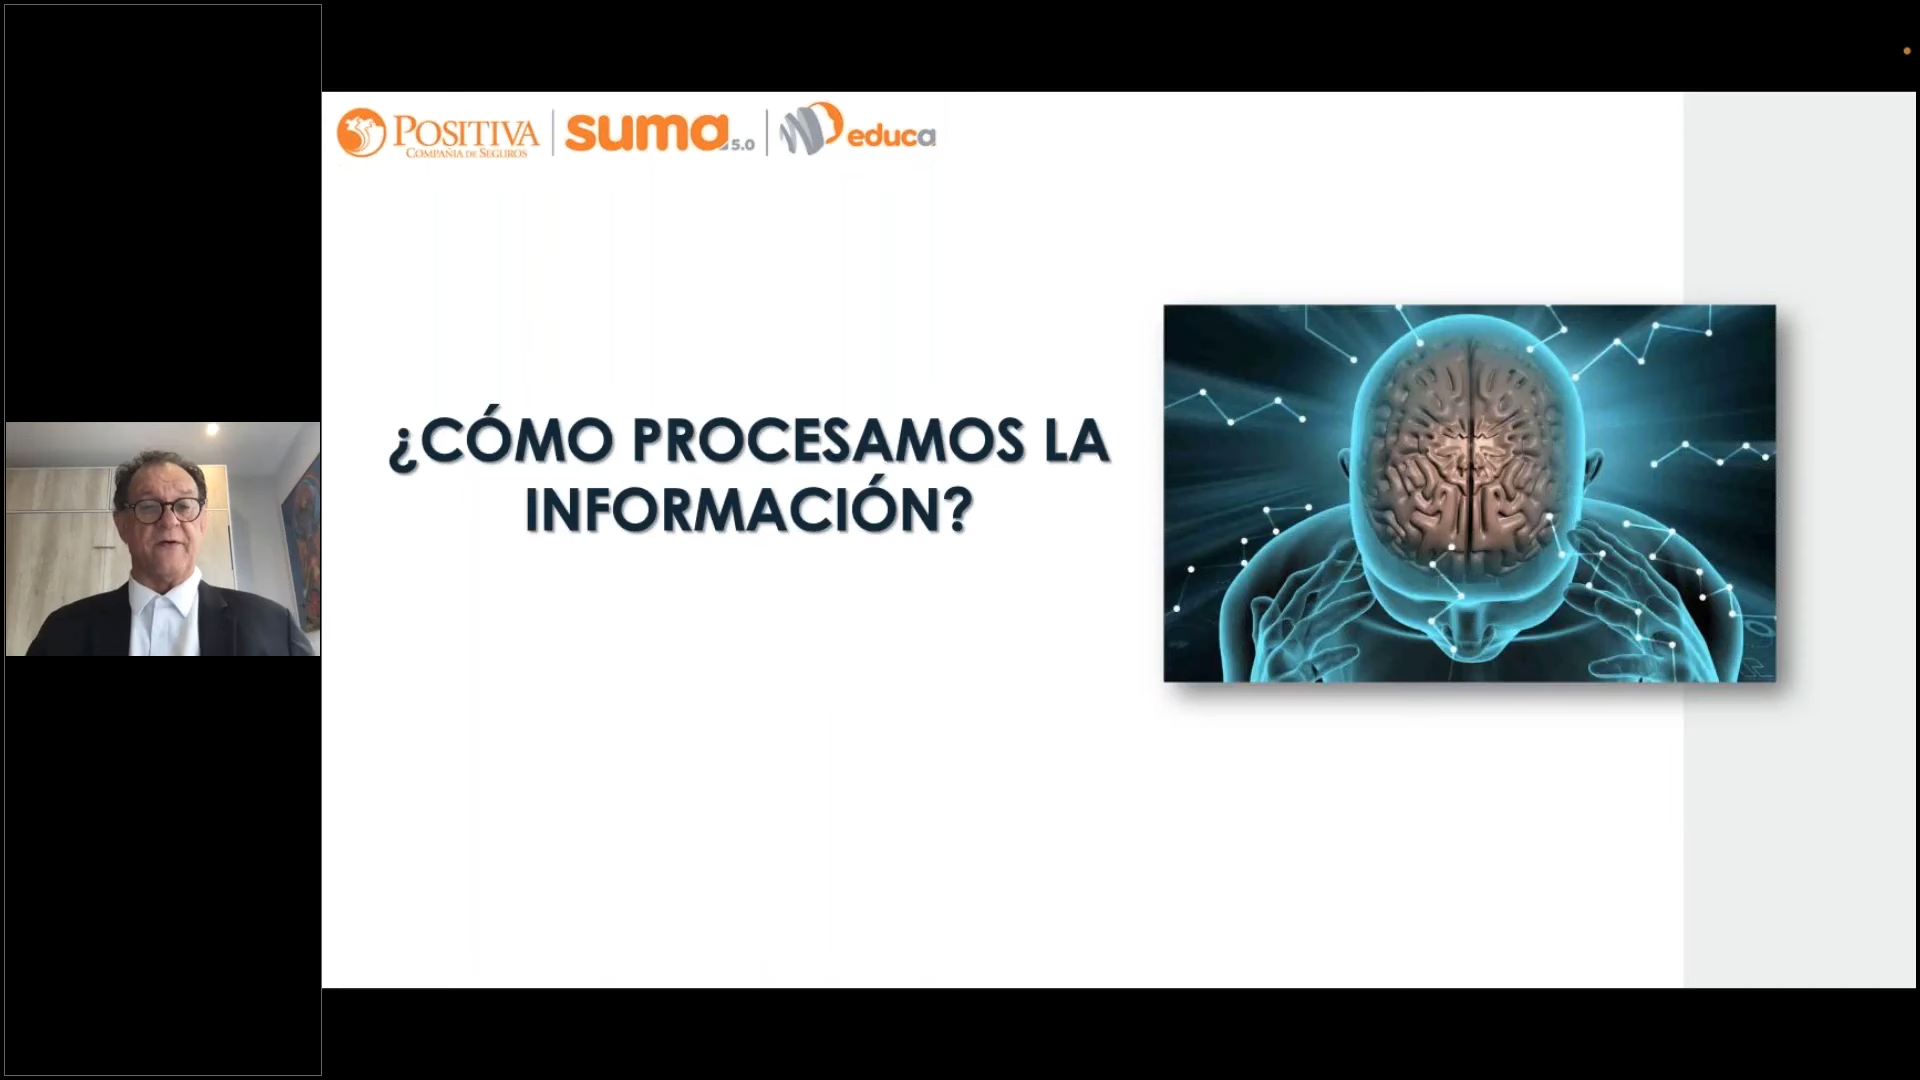 POSITIVA
COMPAÑIA DE SEGUROS
suma 5.0
educa
¿CÓMO PROCESAMOS LA
INFORMACIÓN?